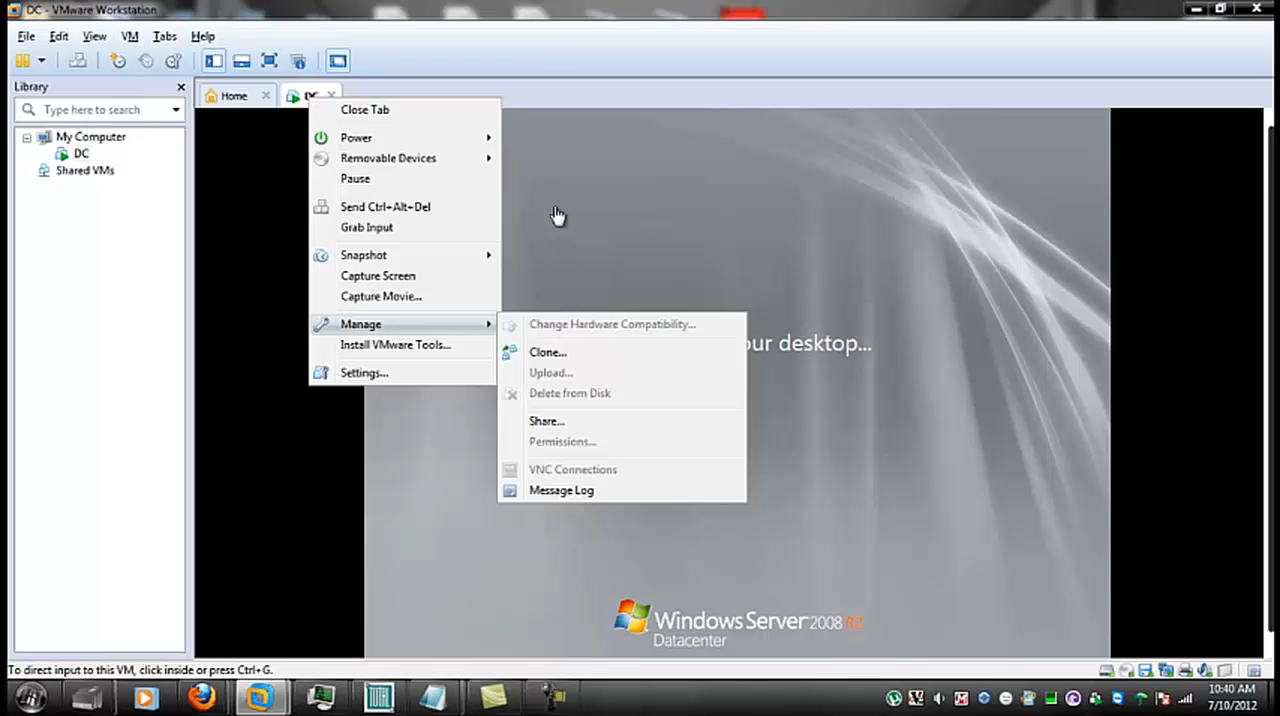 DC - VMware Workstation
File Edit View VM Tabs Help
Library
Type here to search
My Computer
DC
Shared VMs
Home
Close Tab
Power
Removable Devices
Pause
Send Ctrl+Alt+Del
Grab Input
Snapshot
Capture Screen
Capture Movie...
Manage
Install VMware Tools...
Settings...
Change Hardware Compatibility...
Clone...
Upload...
Delete from Disk
Share...
Permissions...
VNC Connections
Message Log
our desktop...
Windows Server 2008 R2
Datacenter
To direct input to this VM, click inside or press Ctrl+G.
TOTAL
10:40 AM
7/10/2012